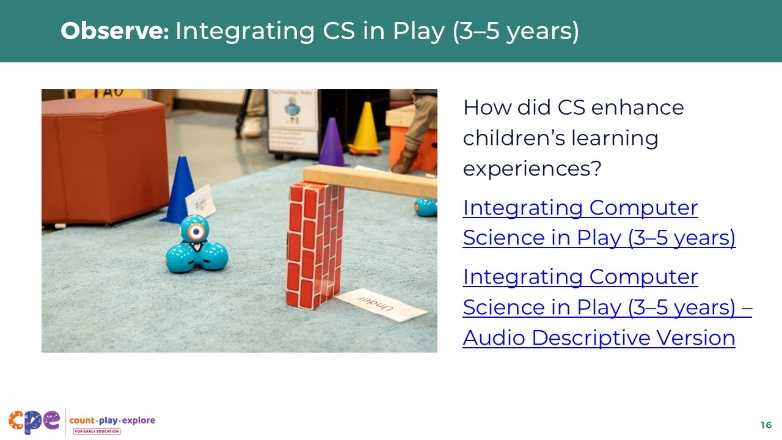 Observe: Integrating CS in Play (3–5 years)
How did CS enhance
children’s learning
experiences?
Integrating Computer
Science in Play (3–5 years)
Integrating Computer
Science in Play (3–5 years) –
Audio Descriptive Version
Under
cpe
count·play·explore
FOR EARLY EDUCATION
16